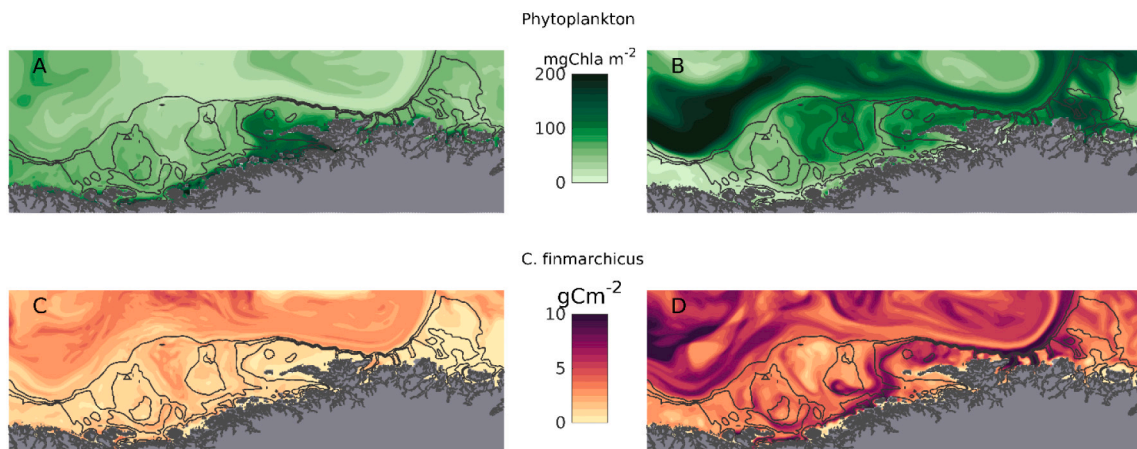 Phytoplankton
A
mgChla m-2
200
100
0
B
C. finmarchicus
C
gCm-2
10
5
0
D